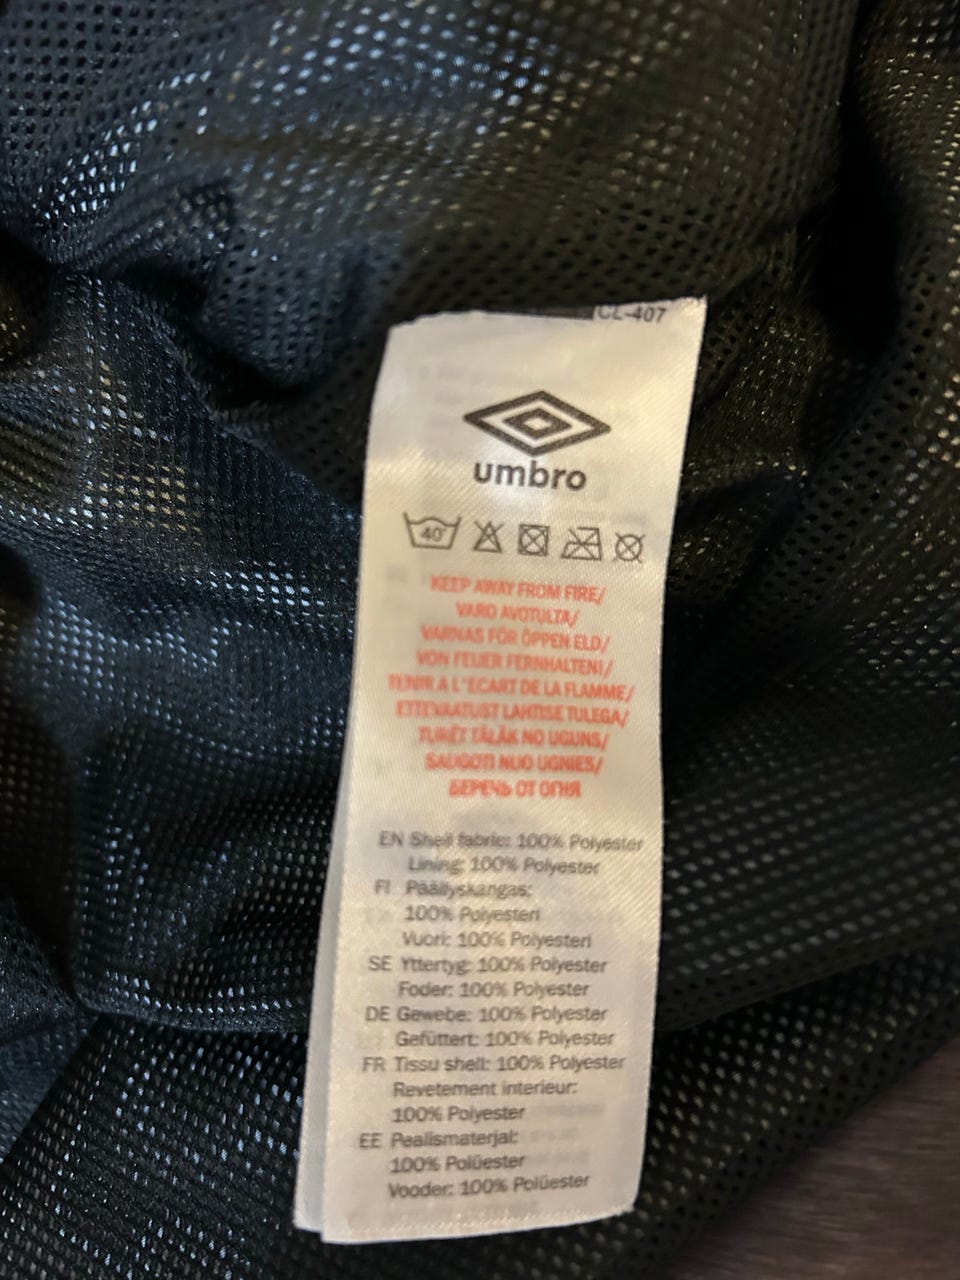 CL-407
umbro
40°
KEEP AWAY FROM FIRE/
VARO AVOTULTA/
VARNAS FÖR ÖPPEN ELD/
VON FEUER FERNHALTEN!/
TENIR A L'ECART DE LA FLAMME/
ETTEVAATUST LAHTISE TULEGA/
TURĒT TĀLĀK NO UGUNS/
SAUGOTI NUO UGNIES/
БЕРЕЧЬ ОТ ОГНЯ
EN Shell fabric: 100% Polyester
Lining: 100% Polyester
FI Päällyskangas:
100% Polyesteri
Vuori: 100% Polyesteri
SE Yttertyg: 100% Polyester
Foder: 100% Polyester
DE Gewebe: 100% Polyester
Gefüttert: 100% Polyester
FR Tissu shell: 100% Polyester
Revetement interieur:
100% Polyester
EE Pealismaterjal:
100% Polüester
Vooder: 100% Polüester